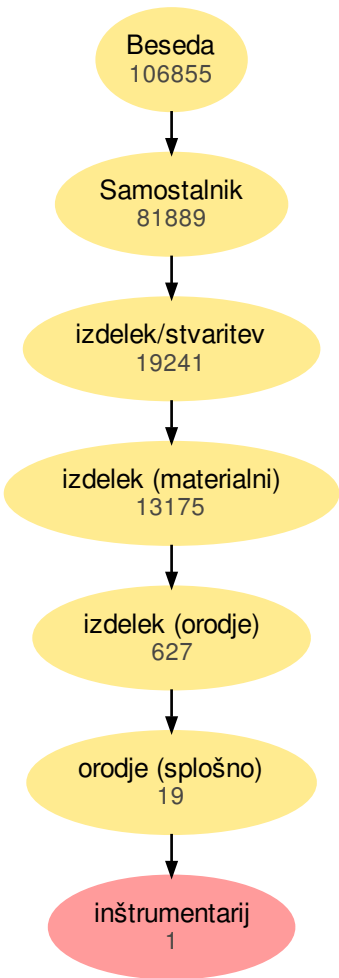 Beseda
106855
Samostalnik
81889
izdelek/stvaritev
19241
izdelek (materialni)
13175
izdelek (orodje)
627
orodje (splošno)
19
inštrumentarij
1